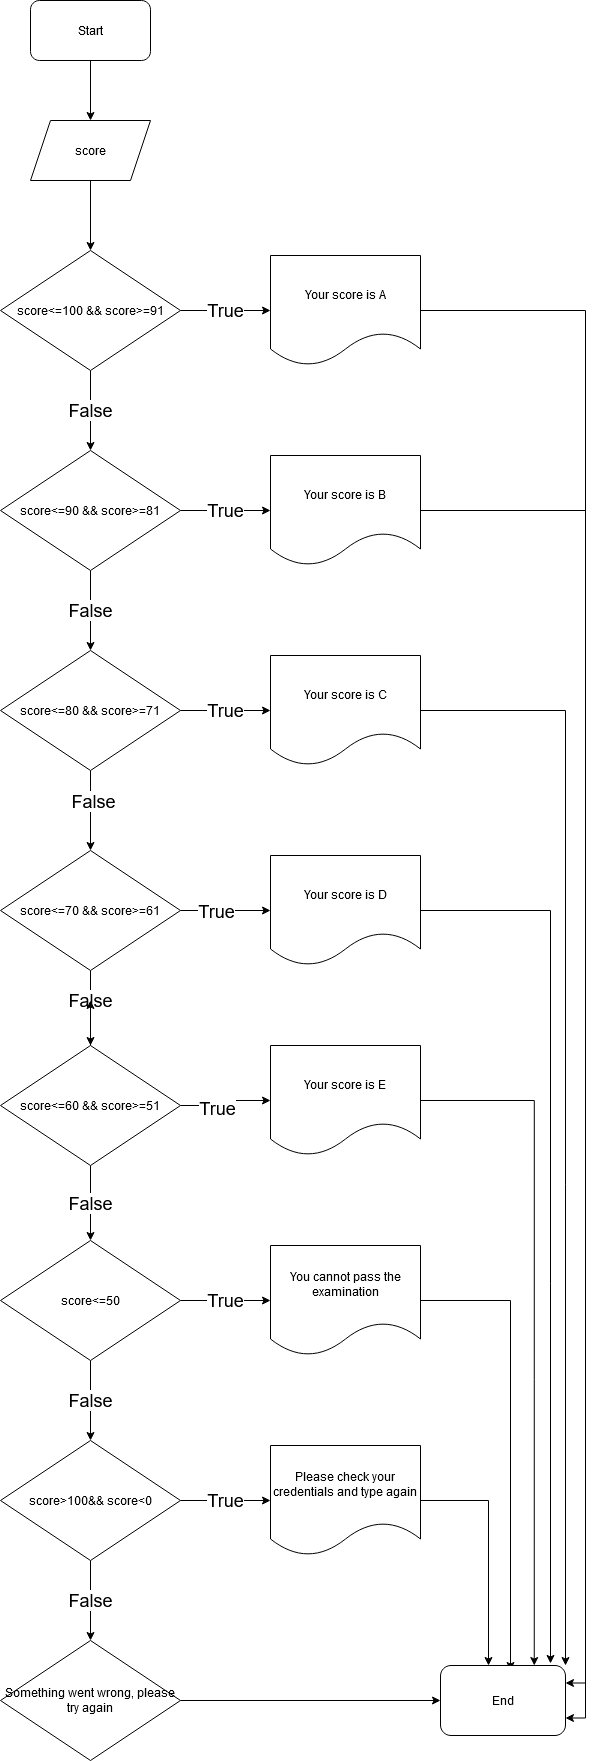 Start
score
score<=100 && score>=91
True
Your score is A
False
score<=90 && score>=81
True
Your score is B
False
score<=80 && score>=71
True
Your score is C
False
score<=70 && score>=61
True
Your score is D
False
score<=60 && score>=51
True
Your score is E
False
score<=50
True
You cannot pass the
examination
False
score>100&& score<0
True
Please check your
credentials and type again
False
Something went wrong, please
try again
End